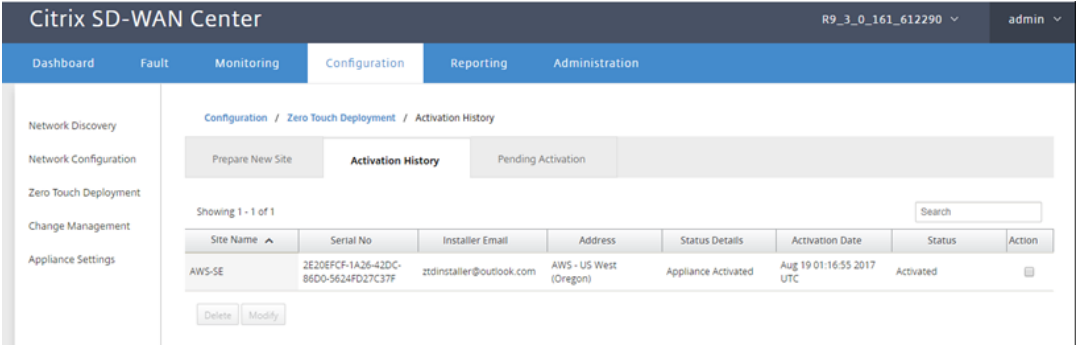 Citrix SD-WAN Center
R9_3_0_161_612290
admin
Dashboard Fault Monitoring Configuration Reporting Administration
Network Discovery
Network Configuration
Zero Touch Deployment
Change Management
Appliance Settings
Configuration / Zero Touch Deployment / Activation History
Prepare New Site Activation History Pending Activation
Showing 1 - 1 of 1
Search
Site Name Serial No Installer Email Address Status Details Activation Date Status Action
AWS-SE 2E20EFCF-1A26-42DC- ztdinstaller@outlook.com AWS - US West Appliance Activated Aug 19 01:16:55 2017 Activated
86D0-5624FD27C37F (Oregon) UTC
Delete Modify